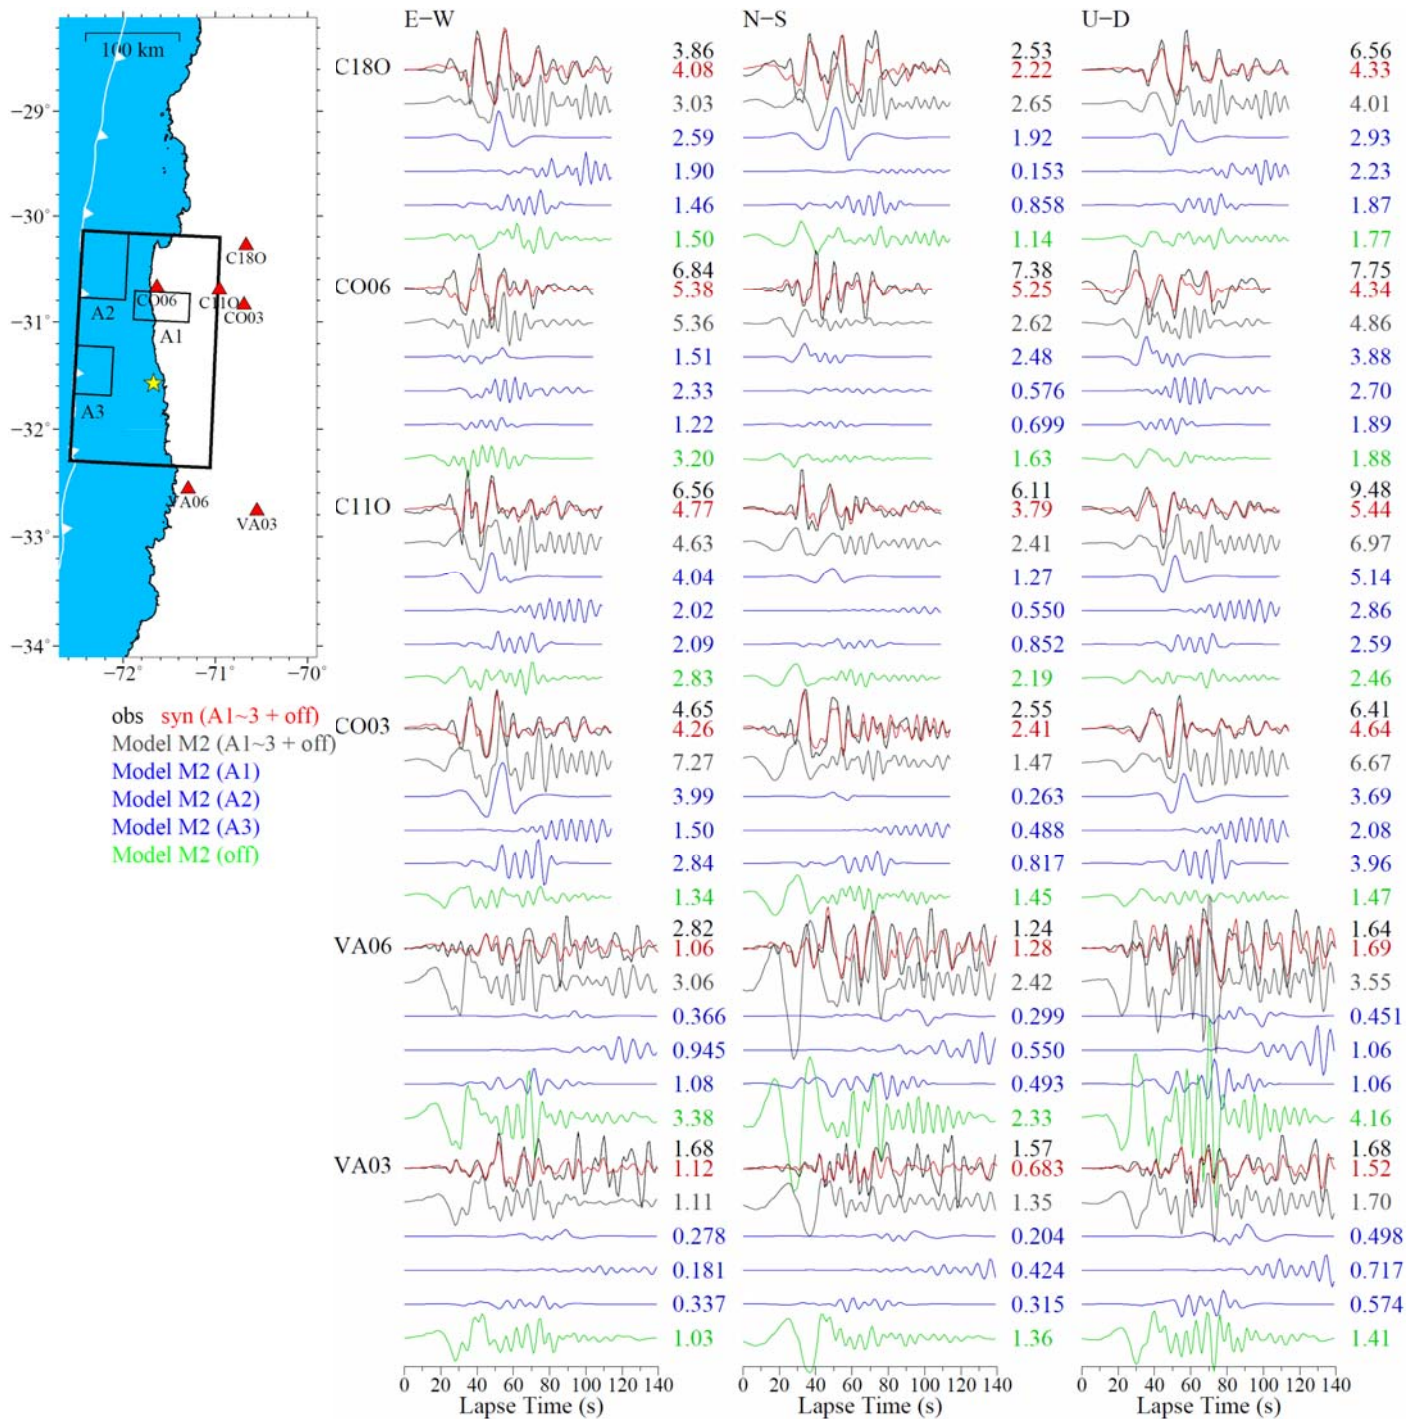 E−W N−S U−D
100 km
−29°
−30°
−31°
−32°
−33°
−34°
−72° −71° −70°
C18O
CO06
C11O
CO03
A2
A1
A3
VA06
VA03
obs syn (A1~3 + off)
Model M2 (A1~3 + off)
Model M2 (A1)
Model M2 (A2)
Model M2 (A3)
Model M2 (off)
C18O
3.86 2.53 6.56
4.08 2.22 4.33
3.03 2.65 4.01
2.59 1.92 2.93
1.90 0.153 2.23
1.46 0.858 1.87
1.50 1.14 1.77
CO06
6.84 7.38 7.75
5.38 5.25 4.34
5.36 2.62 4.86
1.51 2.48 3.88
2.33 0.576 2.70
1.22 0.699 1.89
3.20 1.63 1.88
C11O
6.56 6.11 9.48
4.77 3.79 5.44
4.63 2.41 6.97
4.04 1.27 5.14
2.02 0.550 2.86
2.09 0.852 2.59
2.83 2.19 2.46
CO03
4.65 2.55 6.41
4.26 2.41 4.64
7.27 1.47 6.67
3.99 0.263 3.69
1.50 0.488 2.08
2.84 0.817 3.96
1.34 1.45 1.47
VA06
2.82 1.24 1.64
1.06 1.28 1.69
3.06 2.42 3.55
0.366 0.299 0.451
0.945 0.550 1.06
1.08 0.493 1.06
3.38 2.33 4.16
VA03
1.68 1.57 1.68
1.12 0.683 1.52
1.11 1.35 1.70
0.278 0.204 0.498
0.181 0.424 0.717
0.337 0.315 0.574
1.03 1.36 1.41
0 20 40 60 80 100 120 140 0 20 40 60 80 100 120 140 0 20 40 60 80 100 120 140
Lapse Time (s) Lapse Time (s) Lapse Time (s)